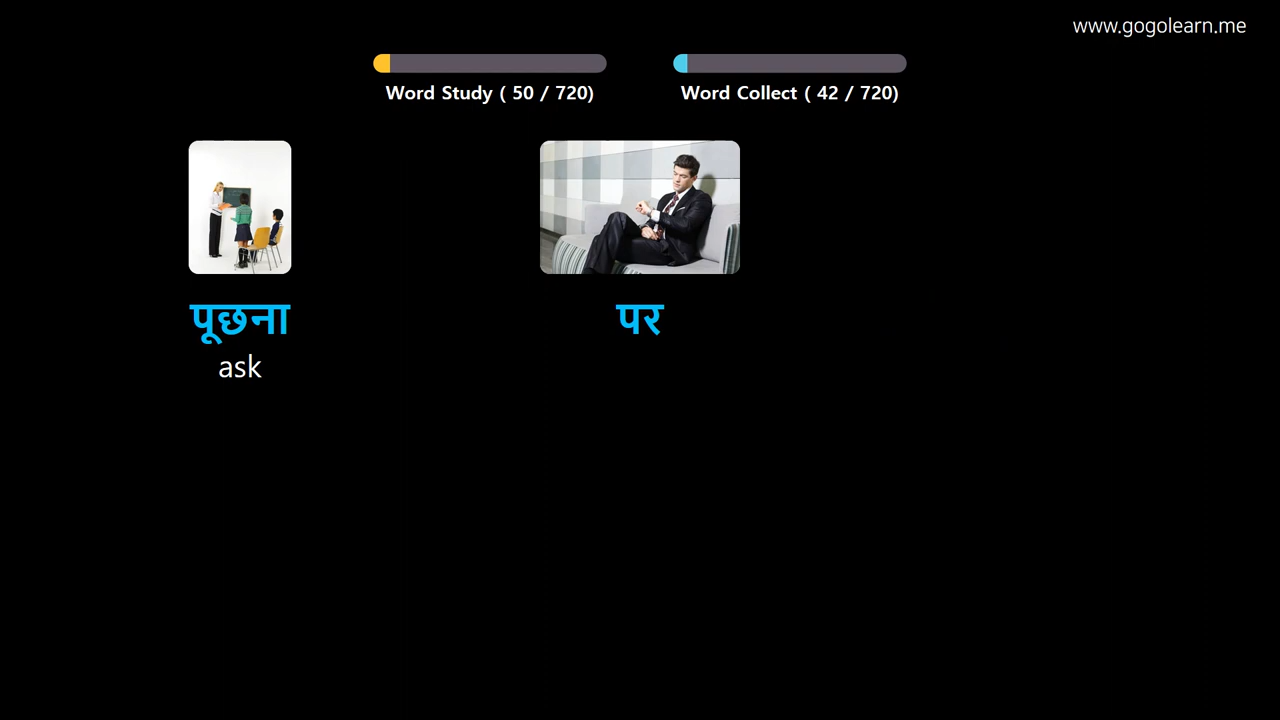 www.gogolearn.me
Word Study ( 50 / 720)
Word Collect ( 42 / 720)
पूछना
पर
ask